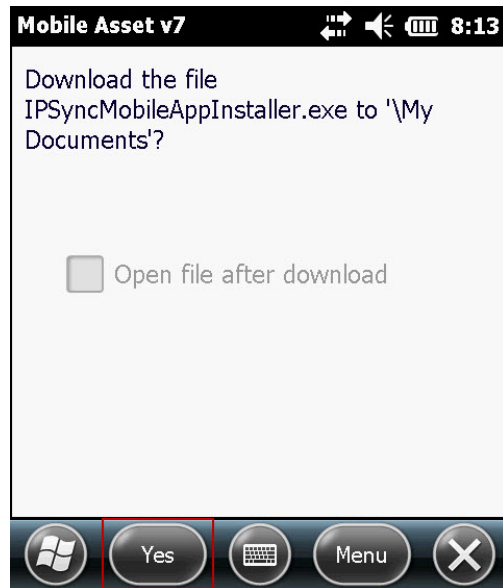 Mobile Asset v7 8:13
Download the file
IPSyncMobileAppInstaller.exe to '\My
Documents'?
Open file after download
Yes Menu